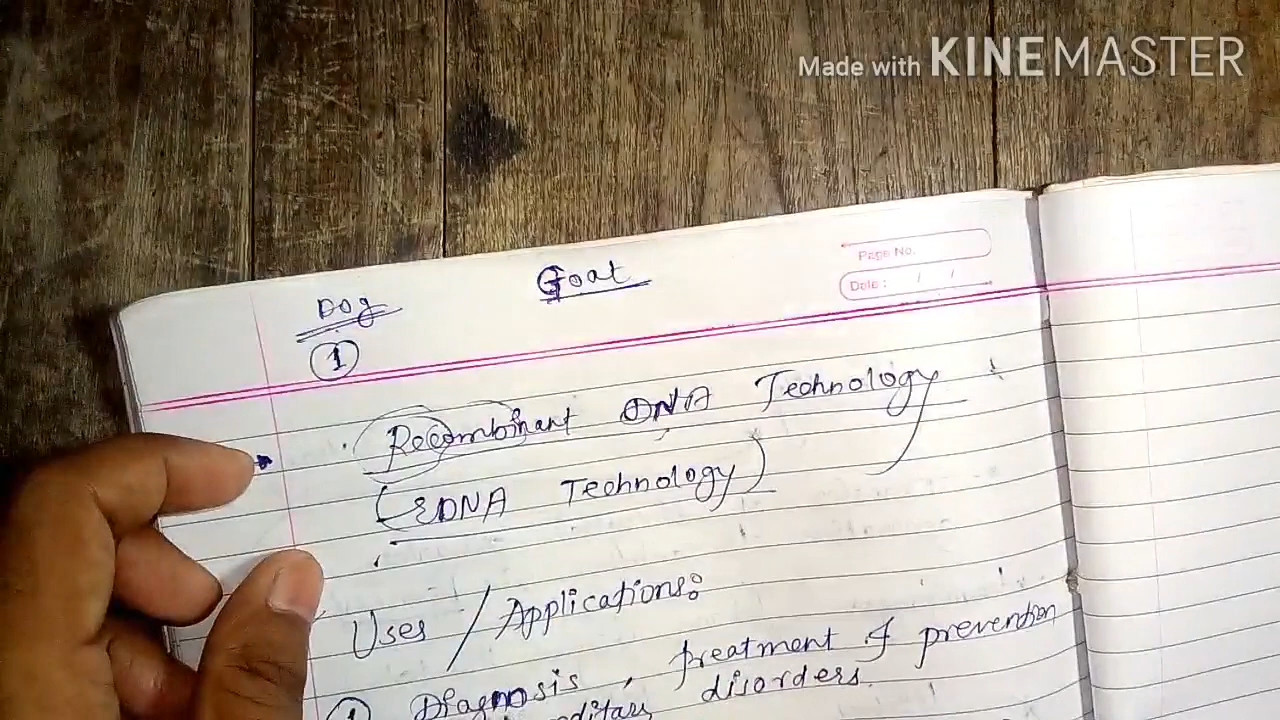 Made with KINEMASTER
Goat
Page No.
Dog
Date : / /
1
Recombinant DNA Technology
(rDNA Technology)
Uses / Applications:
1 Diagnosis, treatment & prevention
disorders.